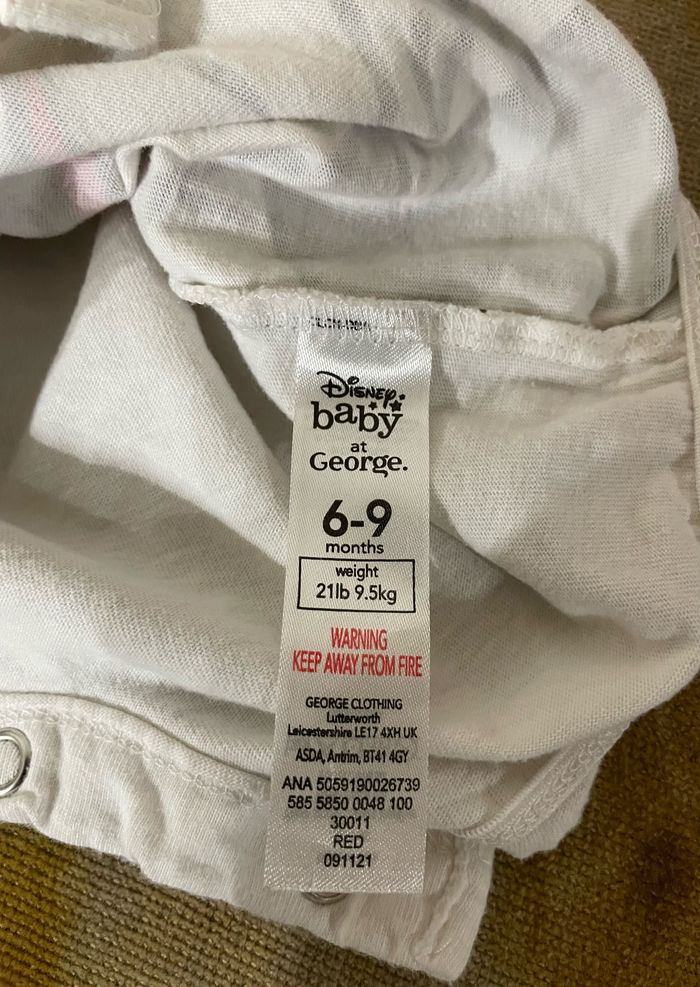 Disney
baby
at
George.
6-9
months
weight
21lb 9.5kg
WARNING
KEEP AWAY FROM FIRE
GEORGE CLOTHING
Lutterworth
Leicestershire LE17 4XH UK
ASDA, Antrim, BT41 4GY
ANA 5059190026739
585 5850 0048 100
30011
RED
091121